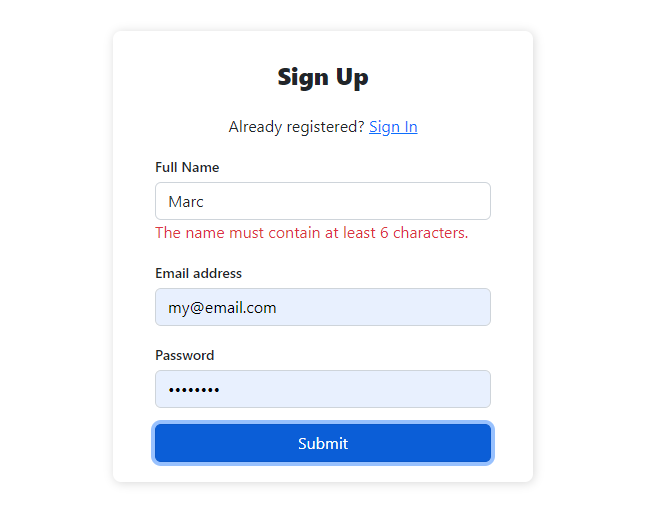 Sign Up
Already registered? Sign In
Full Name
Marc
The name must contain at least 6 characters.
Email address
my@email.com
Password
••••••••
Submit